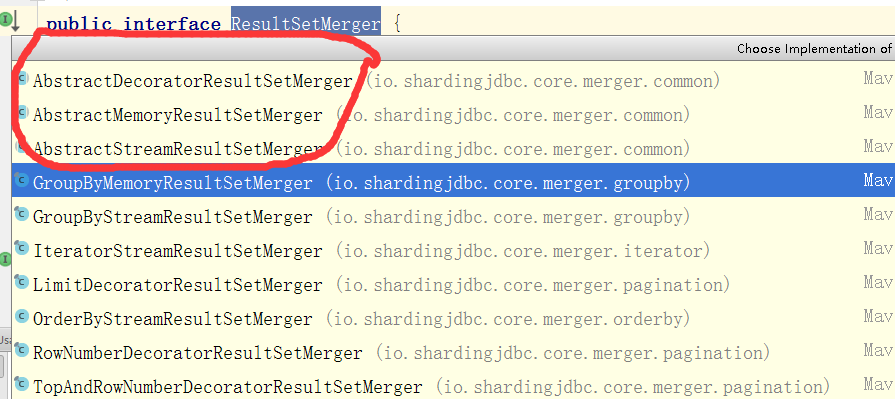 public interface ResultSetMerger {
Choose Implementation of
AbstractDecoratorResultSetMerger (io.shardingjdbc.core.merger.common) Mav
AbstractMemoryResultSetMerger (io.shardingjdbc.core.merger.common) Mav
AbstractStreamResultSetMerger (io.shardingjdbc.core.merger.common) Mav
GroupByMemoryResultSetMerger (io.shardingjdbc.core.merger.groupby) Mav
GroupByStreamResultSetMerger (io.shardingjdbc.core.merger.groupby) Mav
IteratorStreamResultSetMerger (io.shardingjdbc.core.merger.iterator) Mav
LimitDecoratorResultSetMerger (io.shardingjdbc.core.merger.pagination) Mav
OrderByStreamResultSetMerger (io.shardingjdbc.core.merger.orderby) Mav
RowNumberDecoratorResultSetMerger (io.shardingjdbc.core.merger.pagination) Mav
TopAndRowNumberDecoratorResultSetMerger (io.shardingjdbc.core.merger.pagination) Mav